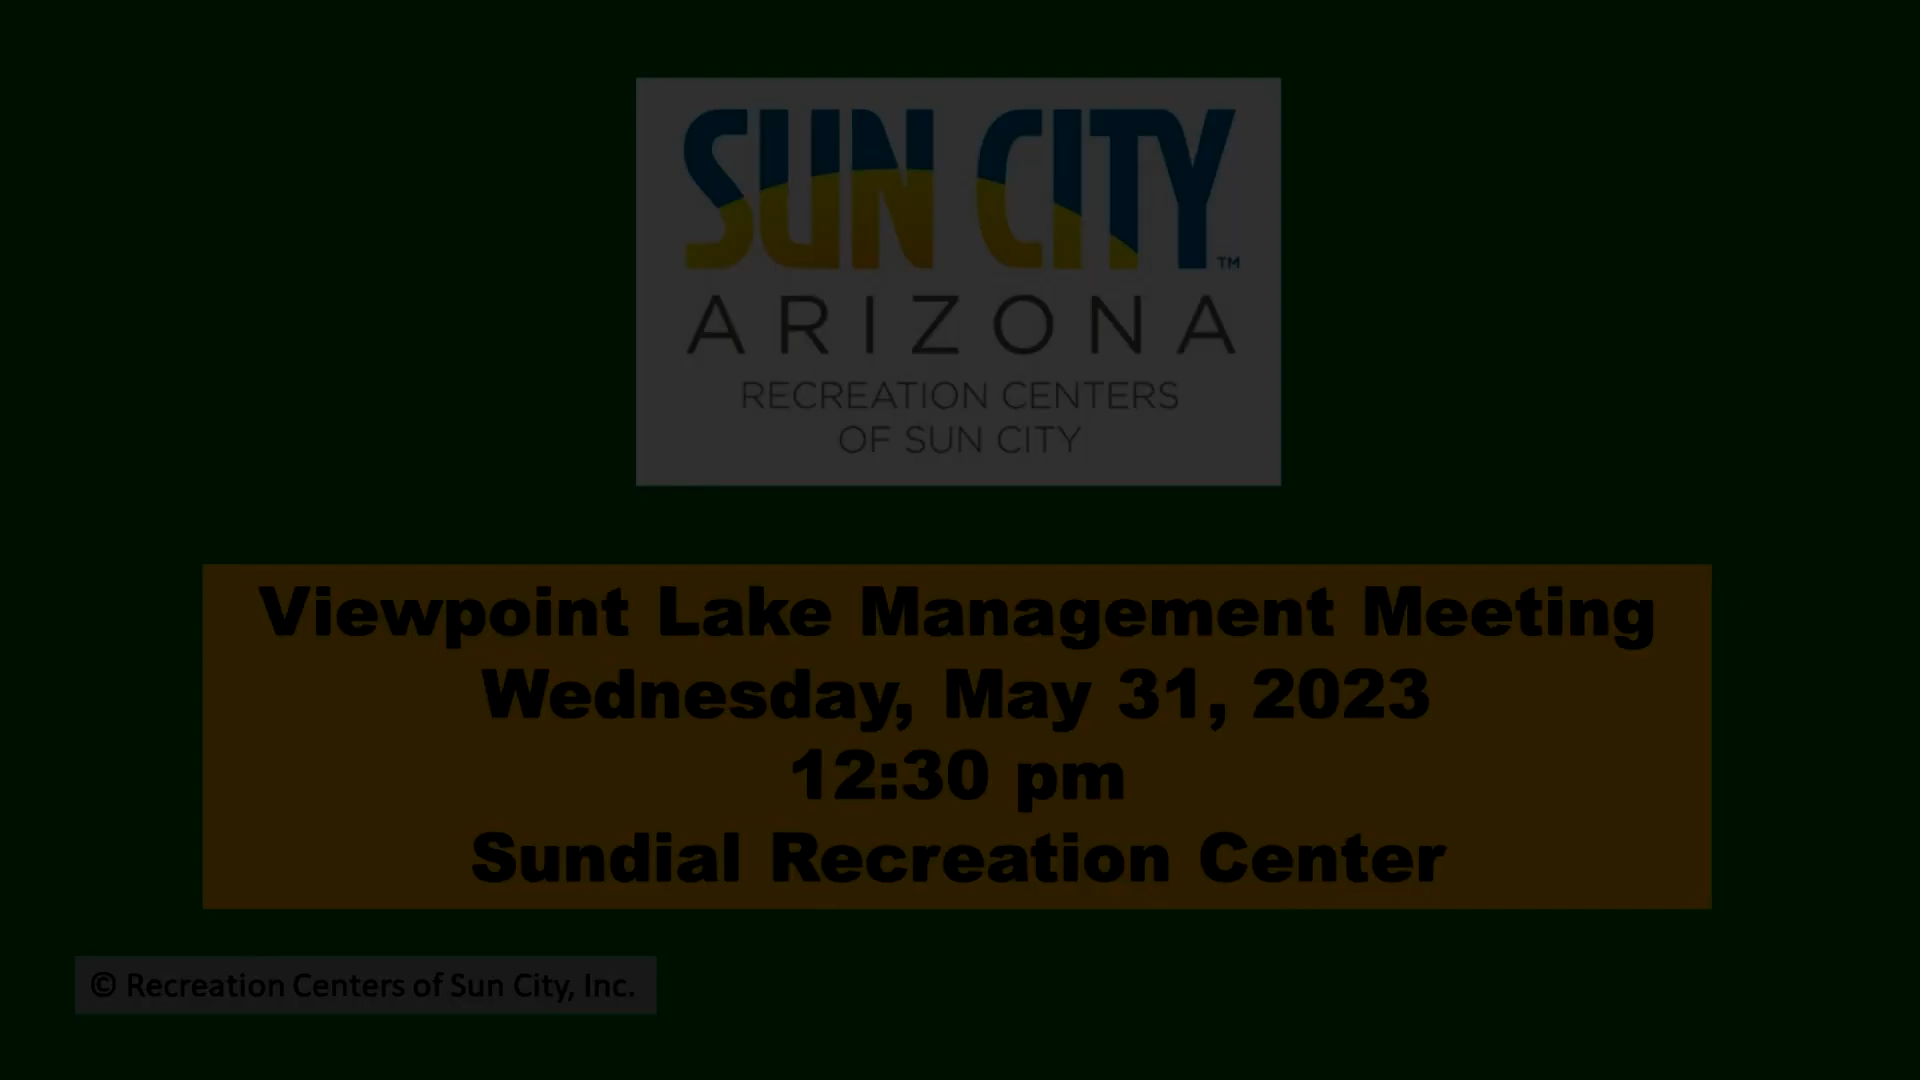 SUN CITY™
ARIZONA
RECREATION CENTERS
OF SUN CITY
Viewpoint Lake Management Meeting
Wednesday, May 31, 2023
12:30 pm
Sundial Recreation Center
© Recreation Centers of Sun City, Inc.